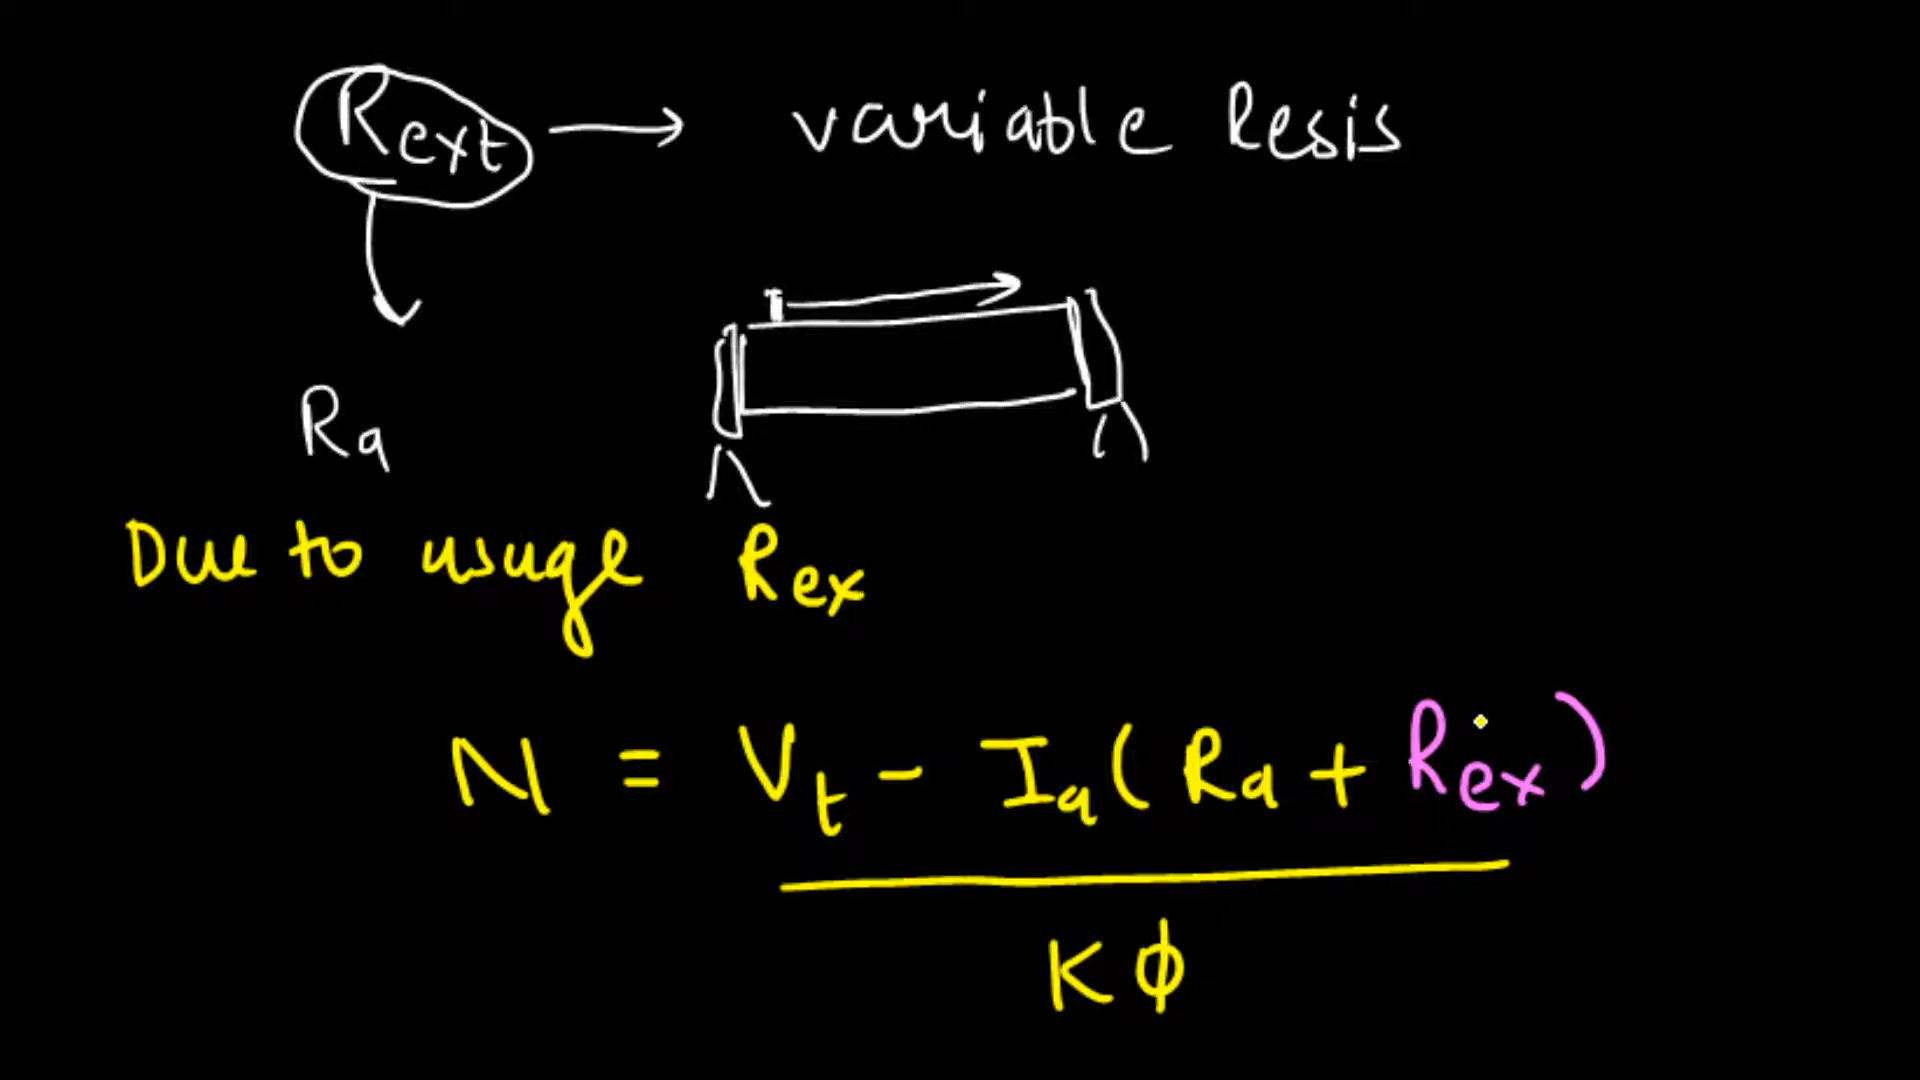 Rext → variable Resis
Ra
Due to usuge Rex
N = Vt - Ia ( Ra + Rex )
Kϕ